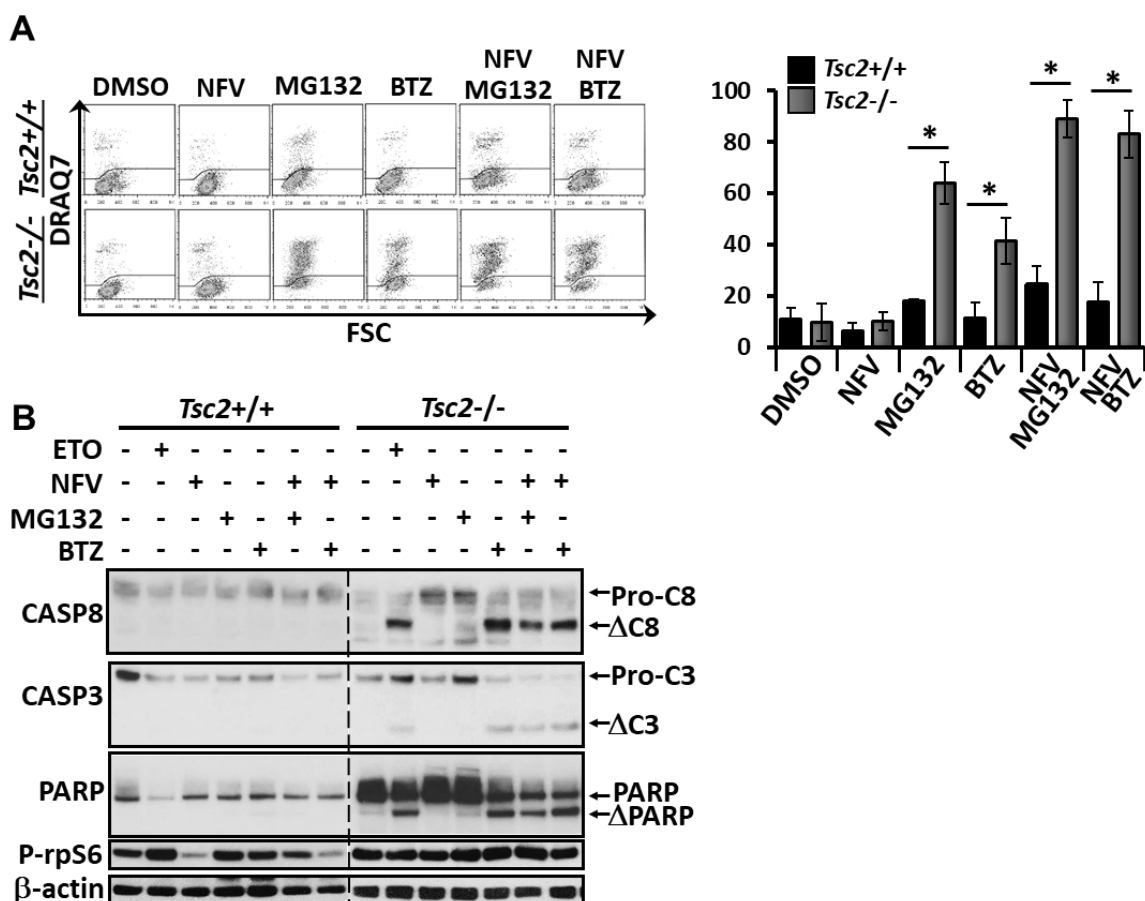 A
DMSO NFV MG132 BTZ NFV MG132 NFV BTZ
Tsc2+/+
Tsc2-/-
DRAQ7
FSC
Tsc2+/+
Tsc2-/-
100
80
60
40
20
0
* * * *
DMSO NFV MG132 BTZ NFV MG132 NFV BTZ
B
Tsc2+/+ Tsc2-/-
ETO - + - - - - - - + - - - - -
NFV - - + - - + + - - + - - + +
MG132 - - - + - + - - - - + - + -
BTZ - - - - + - + - - - - + - +
CASP8
Pro-C8
ΔC8
CASP3
Pro-C3
ΔC3
PARP
PARP
ΔPARP
P-rpS6
β-actin